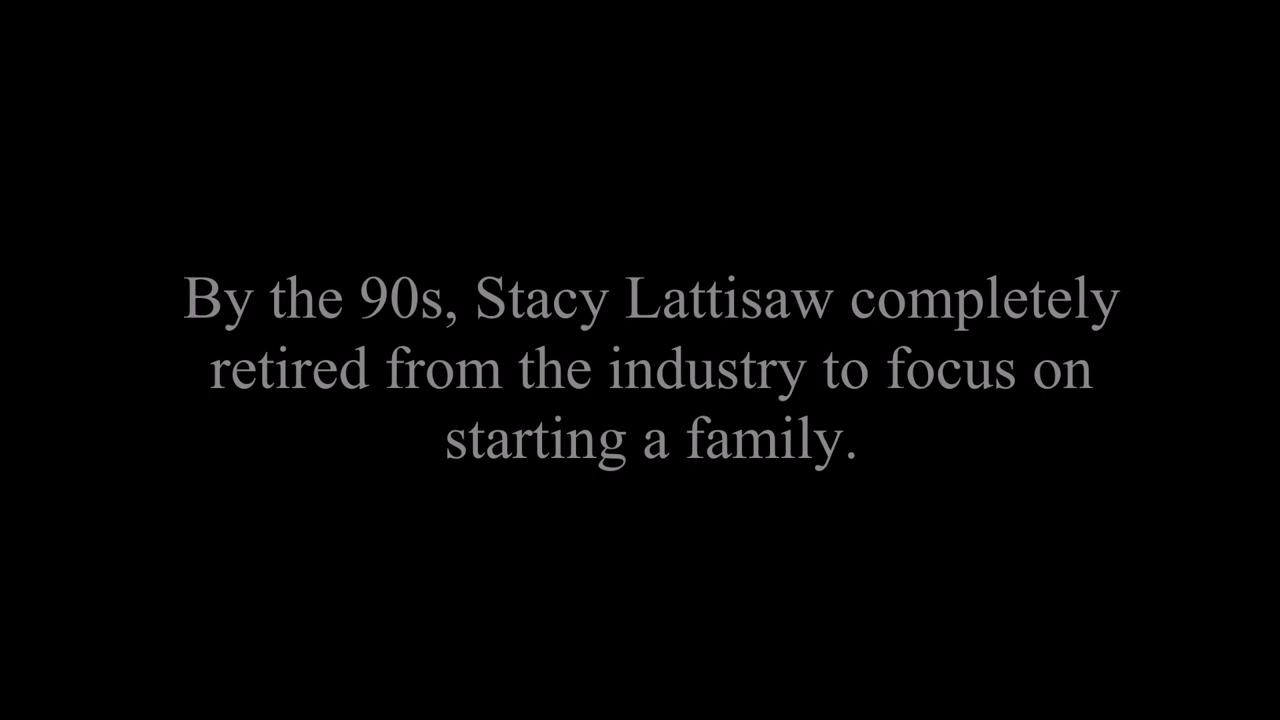 By the 90s, Stacy Lattisaw completely
retired from the industry to focus on
starting a family.